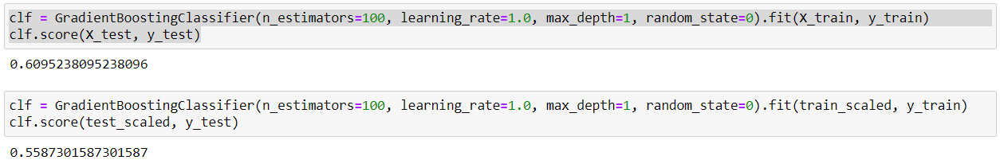 clf = GradientBoostingClassifier(n_estimators=100, learning_rate=1.0, max_depth=1, random_state=0).fit(X_train, y_train)
clf.score(X_test, y_test)
0.6095238095238096
clf = GradientBoostingClassifier(n_estimators=100, learning_rate=1.0, max_depth=1, random_state=0).fit(train_scaled, y_train)
clf.score(test_scaled, y_test)
0.5587301587301587